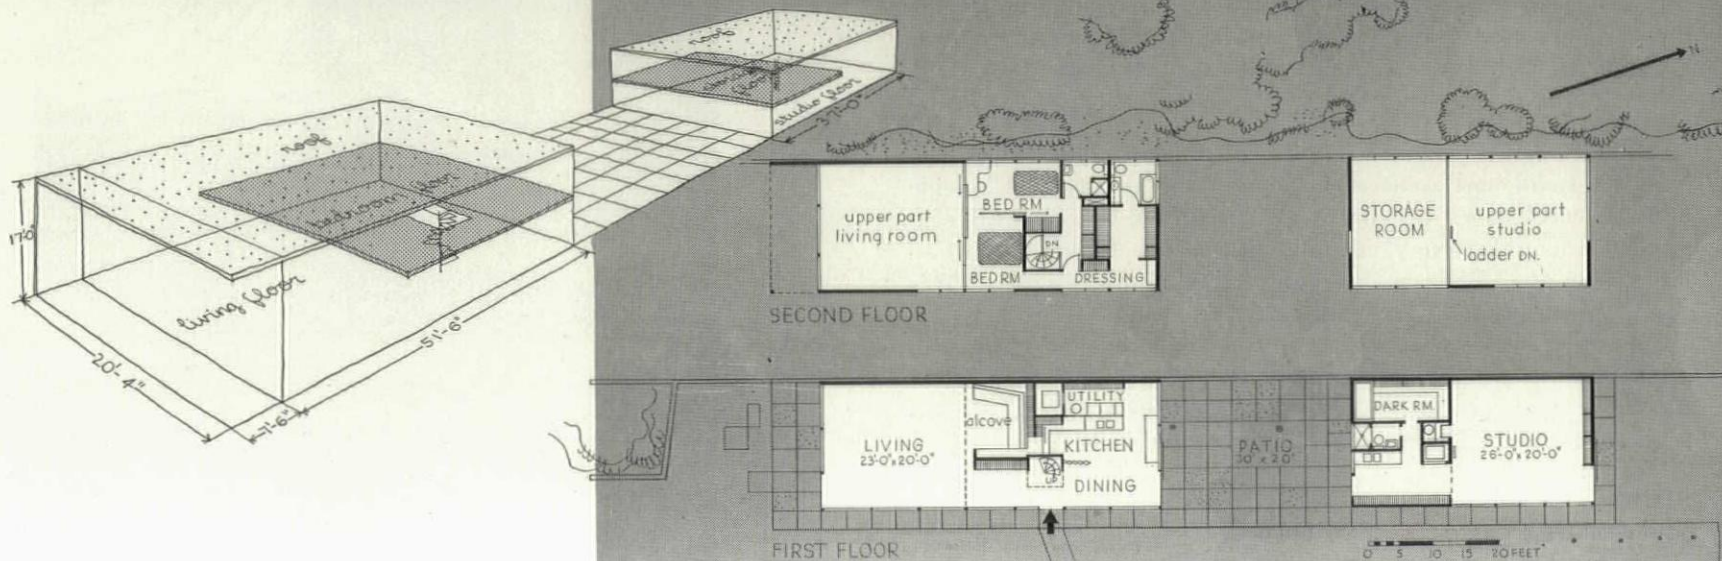 roof
bedroom floor
living floor
17'-0"
20'-4"
7'-6"
51'-6"
roof
storage
floor
studio floor
37'-0"
N
upper part
living room
BED RM
BED RM
DN
DRESSING
STORAGE
ROOM
upper part
studio
ladder DN.
SECOND FLOOR
LIVING
23'-0" x 20'-0"
alcove
UTILITY
KITCHEN
UP
DINING
PATIO
DARK RM.
STUDIO
26'-0" x 20'-0"
FIRST FLOOR
0 5 10 15 20 FEET